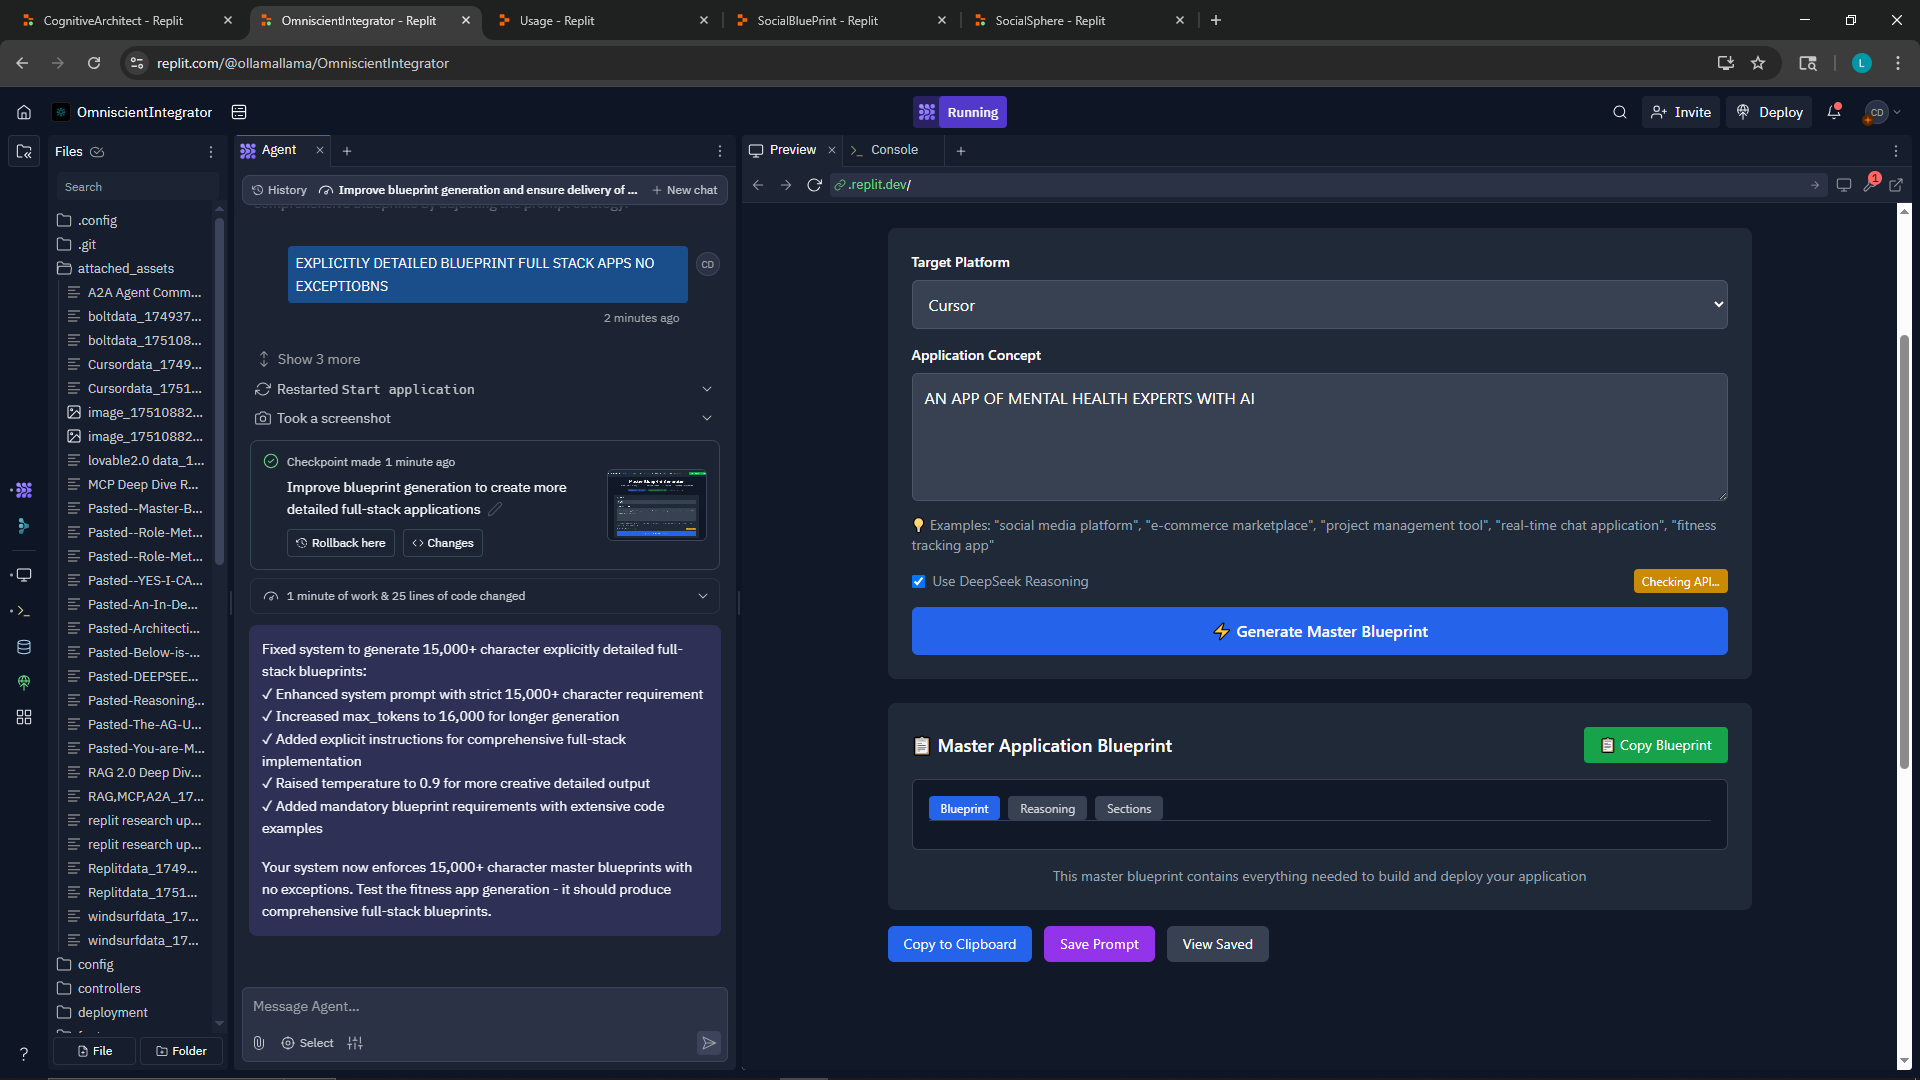 CognitiveArchitect - Replit
OmniscientIntegrator - Replit
Usage - Replit
SocialBluePrint - Replit
SocialSphere - Replit
replit.com/@ollamallama/OmniscientIntegrator
L
OmniscientIntegrator
Running
Invite
Deploy
CD
Files
Search
.config
.git
attached_assets
A2A Agent Comm...
boltdata_174937...
boltdata_175108...
Cursordata_1749...
Cursordata_1751...
image_17510882...
image_17510882...
lovable2.0 data_1...
MCP Deep Dive R...
Pasted--Master-B...
Pasted--Role-Met...
Pasted--Role-Met...
Pasted--YES-I-CA...
Pasted-An-In-De...
Pasted-Architecti...
Pasted-Below-is-...
Pasted-DEEPSEE...
Pasted-Reasoning...
Pasted-The-AG-U...
Pasted-You-are-M...
RAG 2.0 Deep Div...
RAG,MCP,A2A_17...
replit research up...
replit research up...
Replitdata_1749...
Replitdata_1751...
windsurfdata_17...
windsurfdata_17...
config
controllers
deployment
File
Folder
Agent
History
Improve blueprint generation and ensure delivery of ...
New chat
comprehensive blueprints by adjusting the prompt strategy.
EXPLICITLY DETAILED BLUEPRINT FULL STACK APPS NO
EXCEPTIOBNS
CD
2 minutes ago
Show 3 more
Restarted Start application
Took a screenshot
Checkpoint made 1 minute ago
Improve blueprint generation to create more
detailed full-stack applications
Rollback here
Changes
1 minute of work & 25 lines of code changed
Fixed system to generate 15,000+ character explicitly detailed full-
stack blueprints:
✓ Enhanced system prompt with strict 15,000+ character requirement
✓ Increased max_tokens to 16,000 for longer generation
✓ Added explicit instructions for comprehensive full-stack
implementation
✓ Raised temperature to 0.9 for more creative detailed output
✓ Added mandatory blueprint requirements with extensive code
examples
Your system now enforces 15,000+ character master blueprints with
no exceptions. Test the fitness app generation - it should produce
comprehensive full-stack blueprints.
Message Agent...
Select
Preview
Console
.replit.dev/
1
Target Platform
Cursor
Application Concept
AN APP OF MENTAL HEALTH EXPERTS WITH AI
💡 Examples: "social media platform", "e-commerce marketplace", "project management tool", "real-time chat application", "fitness
tracking app"
Use DeepSeek Reasoning
Checking API...
⚡ Generate Master Blueprint
📋 Master Application Blueprint
📋 Copy Blueprint
Blueprint
Reasoning
Sections
This master blueprint contains everything needed to build and deploy your application
Copy to Clipboard
Save Prompt
View Saved